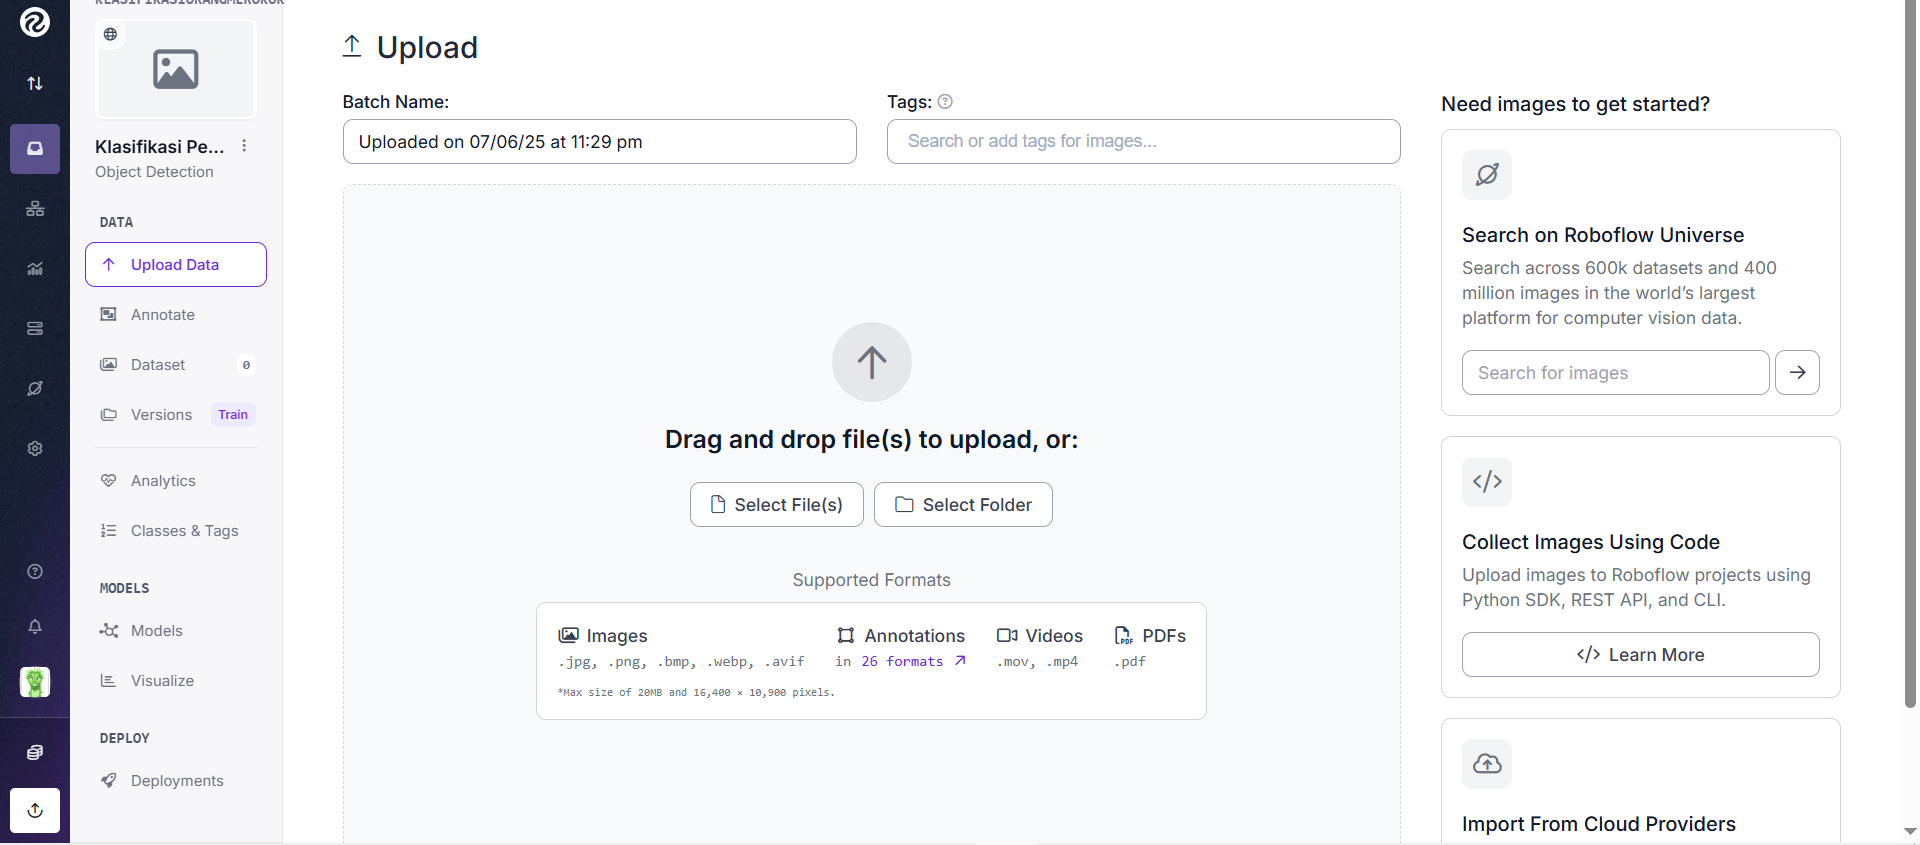 KLASIFIKASIORANGMEROKOK
Klasifikasi Pe...
Object Detection
DATA
Upload Data
Annotate
Dataset 0
Versions Train
Analytics
Classes & Tags
MODELS
Models
Visualize
DEPLOY
Deployments
Upload
Batch Name:
Uploaded on 07/06/25 at 11:29 pm
Tags:
Search or add tags for images...
Drag and drop file(s) to upload, or:
Select File(s) Select Folder
Supported Formats
Images
.jpg, .png, .bmp, .webp, .avif
*Max size of 20MB and 16,400 × 10,900 pixels.
Annotations
in 26 formats
Videos
.mov, .mp4
PDFs
.pdf
Need images to get started?
Search on Roboflow Universe
Search across 600k datasets and 400
million images in the world’s largest
platform for computer vision data.
Search for images
Collect Images Using Code
Upload images to Roboflow projects using
Python SDK, REST API, and CLI.
</> Learn More
Import From Cloud Providers